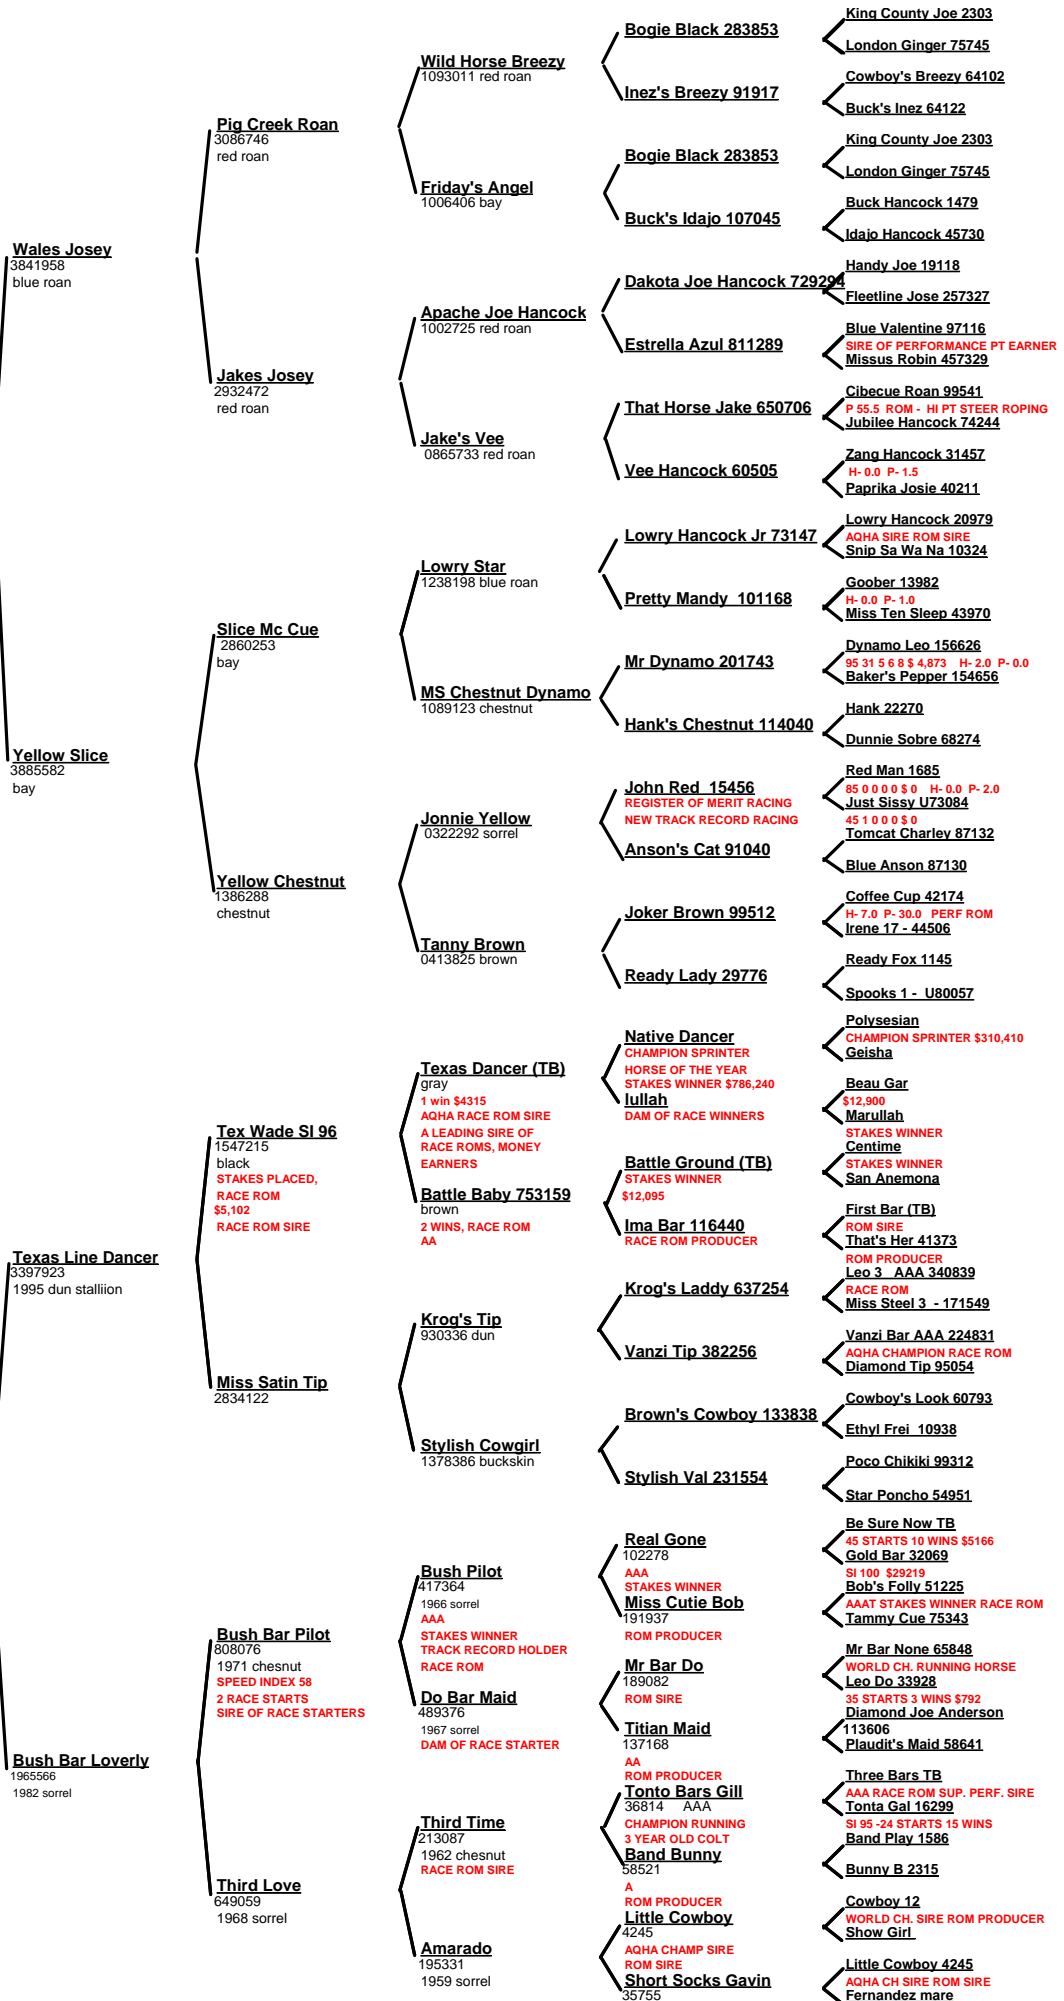 Wales Josey
3841958
blue roan
Yellow Slice
3885582
bay
Texas Line Dancer
3397923
1995 dun stalliion
Bush Bar Loverly
1965566
1982 sorrel
Pig Creek Roan
3086746
red roan
Jakes Josey
2932472
red roan
Slice Mc Cue
2860253
bay
Yellow Chestnut
1386288
chestnut
Tex Wade SI 96
1547215
black
STAKES PLACED,
RACE ROM
$5,102
RACE ROM SIRE
Miss Satin Tip
2834122
Bush Bar Pilot
808076
1971 chesnut
SPEED INDEX 58
2 RACE STARTS
SIRE OF RACE STARTERS
Third Love
649059
1968 sorrel
Wild Horse Breezy
1093011 red roan
Friday's Angel
1006406 bay
Apache Joe Hancock
1002725 red roan
Jake's Vee
0865733 red roan
Lowry Star
1238198 blue roan
MS Chestnut Dynamo
1089123 chestnut
Jonnie Yellow
0322292 sorrel
Tanny Brown
0413825 brown
Texas Dancer (TB)
gray
1 win $4315
AQHA RACE ROM SIRE
A LEADING SIRE OF
RACE ROMS, MONEY
EARNERS
Battle Baby 753159
brown
2 WINS, RACE ROM
AA
Krog's Tip
930336 dun
Stylish Cowgirl
1378386 buckskin
Bush Pilot
417364
1966 sorrel
AAA
STAKES WINNER
TRACK RECORD HOLDER
RACE ROM
Do Bar Maid
489376
1967 sorrel
DAM OF RACE STARTER
Third Time
213087
1962 chesnut
RACE ROM SIRE
Amarado
195331
1959 sorrel
Bogie Black 283853
Inez's Breezy 91917
Bogie Black 283853
Buck's Idajo 107045
Dakota Joe Hancock 729294
Estrella Azul 811289
That Horse Jake 650706
Vee Hancock 60505
Lowry Hancock Jr 73147
Pretty Mandy 101168
Mr Dynamo 201743
Hank's Chestnut 114040
John Red 15456
REGISTER OF MERIT RACING
NEW TRACK RECORD RACING
Anson's Cat 91040
Joker Brown 99512
Ready Lady 29776
Native Dancer
CHAMPION SPRINTER
HORSE OF THE YEAR
STAKES WINNER $786,240
lullah
DAM OF RACE WINNERS
Battle Ground (TB)
STAKES WINNER
$12,095
Ima Bar 116440
RACE ROM PRODUCER
Krog's Laddy 637254
Vanzi Tip 382256
Brown's Cowboy 133838
Stylish Val 231554
Real Gone
102278
AAA
STAKES WINNER
Miss Cutie Bob
191937
ROM PRODUCER
Mr Bar Do
189082
ROM SIRE
Titian Maid
137168
AA
ROM PRODUCER
Tonto Bars Gill
36814 AAA
CHAMPION RUNNING
3 YEAR OLD COLT
Band Bunny
58521
A
ROM PRODUCER
Little Cowboy
4245
AQHA CHAMP SIRE
ROM SIRE
Short Socks Gavin
35755
King County Joe 2303
London Ginger 75745
Cowboy's Breezy 64102
Buck's Inez 64122
King County Joe 2303
London Ginger 75745
Buck Hancock 1479
Idajo Hancock 45730
Handy Joe 19118
Fleetline Jose 257327
Blue Valentine 97116
SIRE OF PERFORMANCE PT EARNER
Missus Robin 457329
Cibecue Roan 99541
P 55.5 ROM - HI PT STEER ROPING
Jubilee Hancock 74244
Zang Hancock 31457
H- 0.0 P- 1.5
Paprika Josie 40211
Lowry Hancock 20979
AQHA SIRE ROM SIRE
Snip Sa Wa Na 10324
Goober 13982
H- 0.0 P- 1.0
Miss Ten Sleep 43970
Dynamo Leo 156626
95 31 5 6 8 $ 4,873 H- 2.0 P- 0.0
Baker's Pepper 154656
Hank 22270
Dunnie Sobre 68274
Red Man 1685
85 0 0 0 0 $ 0 H- 0.0 P- 2.0
Just Sissy U73084
45 1 0 0 0 $ 0
Tomcat Charley 87132
Blue Anson 87130
Coffee Cup 42174
H- 7.0 P- 30.0 PERF ROM
Irene 17 - 44506
Ready Fox 1145
Spooks 1 - U80057
Polysesian
CHAMPION SPRINTER $310,410
Geisha
Beau Gar
$12,900
Marullah
STAKES WINNER
Centime
STAKES WINNER
San Anemona
First Bar (TB)
ROM SIRE
That's Her 41373
ROM PRODUCER
Leo 3 AAA 340839
RACE ROM
Miss Steel 3 - 171549
Vanzi Bar AAA 224831
AQHA CHAMPION RACE ROM
Diamond Tip 95054
Cowboy's Look 60793
Ethyl Frei 10938
Poco Chikiki 99312
Star Poncho 54951
Be Sure Now TB
45 STARTS 10 WINS $5166
Gold Bar 32069
SI 100 $29219
Bob's Folly 51225
AAAT STAKES WINNER RACE ROM
Tammy Cue 75343
Mr Bar None 65848
WORLD CH. RUNNING HORSE
Leo Do 33928
35 STARTS 3 WINS $792
Diamond Joe Anderson
113606
Plaudit's Maid 58641
Three Bars TB
AAA RACE ROM SUP. PERF. SIRE
Tonta Gal 16299
SI 95 -24 STARTS 15 WINS
Band Play 1586
Bunny B 2315
Cowboy 12
WORLD CH. SIRE ROM PRODUCER
Show Girl
Little Cowboy 4245
AQHA CH SIRE ROM SIRE
Fernandez mare